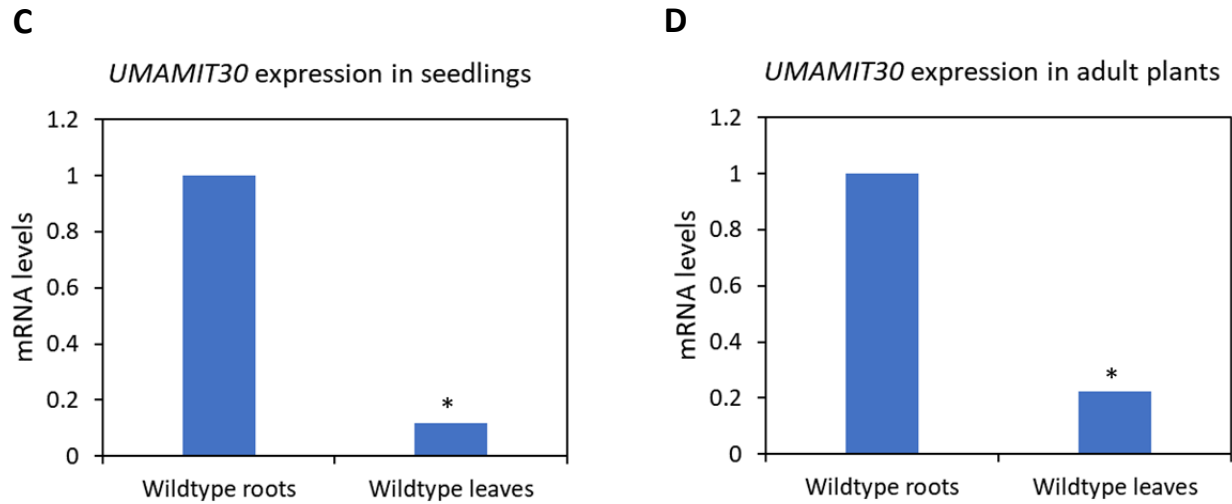 C
UMAMIT30 expression in seedlings
mRNA levels
1.2
1
0.8
0.6
0.4
0.2
0
*
Wildtype roots Wildtype leaves
D
UMAMIT30 expression in adult plants
mRNA levels
1.2
1
0.8
0.6
0.4
0.2
0
*
Wildtype roots Wildtype leaves